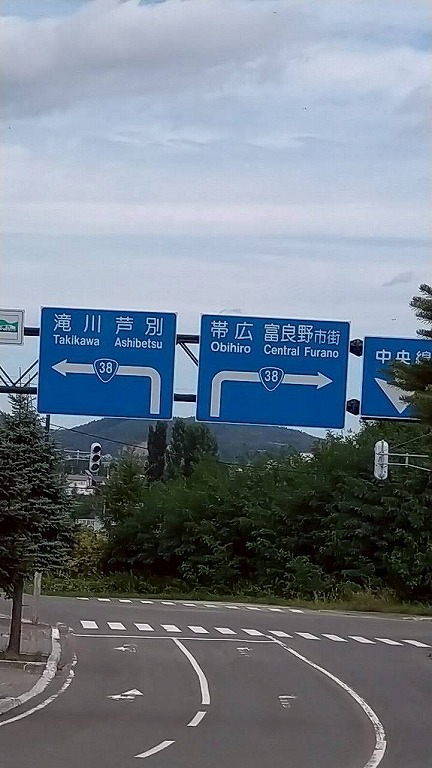 滝川 芦別
Takikawa Ashibetsu
38
帯広 富良野市街
Obihiro Central Furano
38
中央線